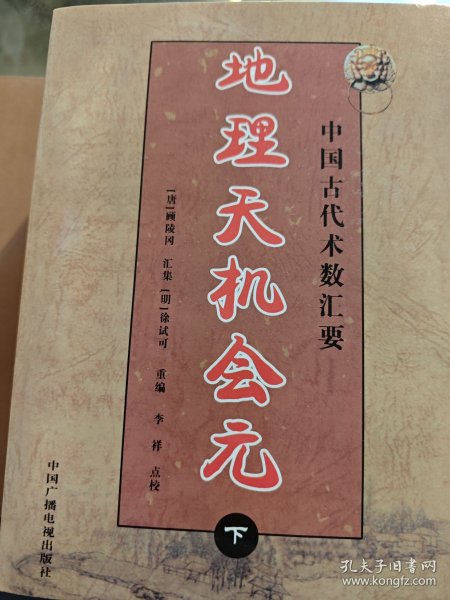 中国古代术数汇要
地理天机会元
【唐】顾陵冈 汇集【明】徐试可 重编 李祥 点校
下
中国广播电视出版社
孔夫子旧书网
www.kongfz.com